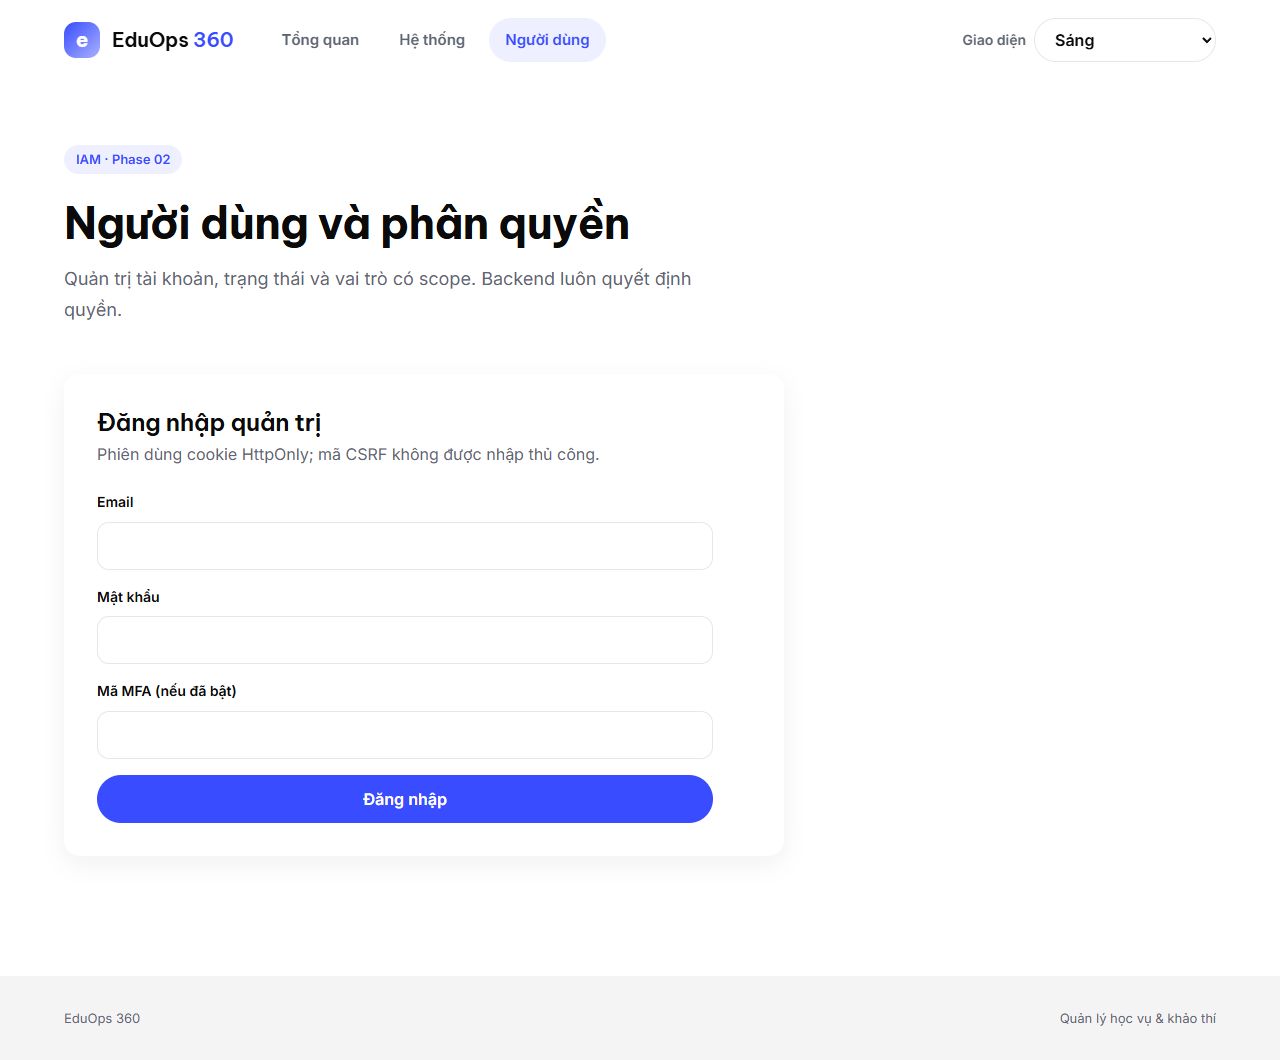 e EduOps 360 Tổng quan Hệ thống Người dùng Giao diện Sáng
IAM · Phase 02
Người dùng và phân quyền
Quản trị tài khoản, trạng thái và vai trò có scope. Backend luôn quyết định
quyền.
Đăng nhập quản trị
Phiên dùng cookie HttpOnly; mã CSRF không được nhập thủ công.
Email
Mật khẩu
Mã MFA (nếu đã bật)
Đăng nhập
EduOps 360 Quản lý học vụ & khảo thí